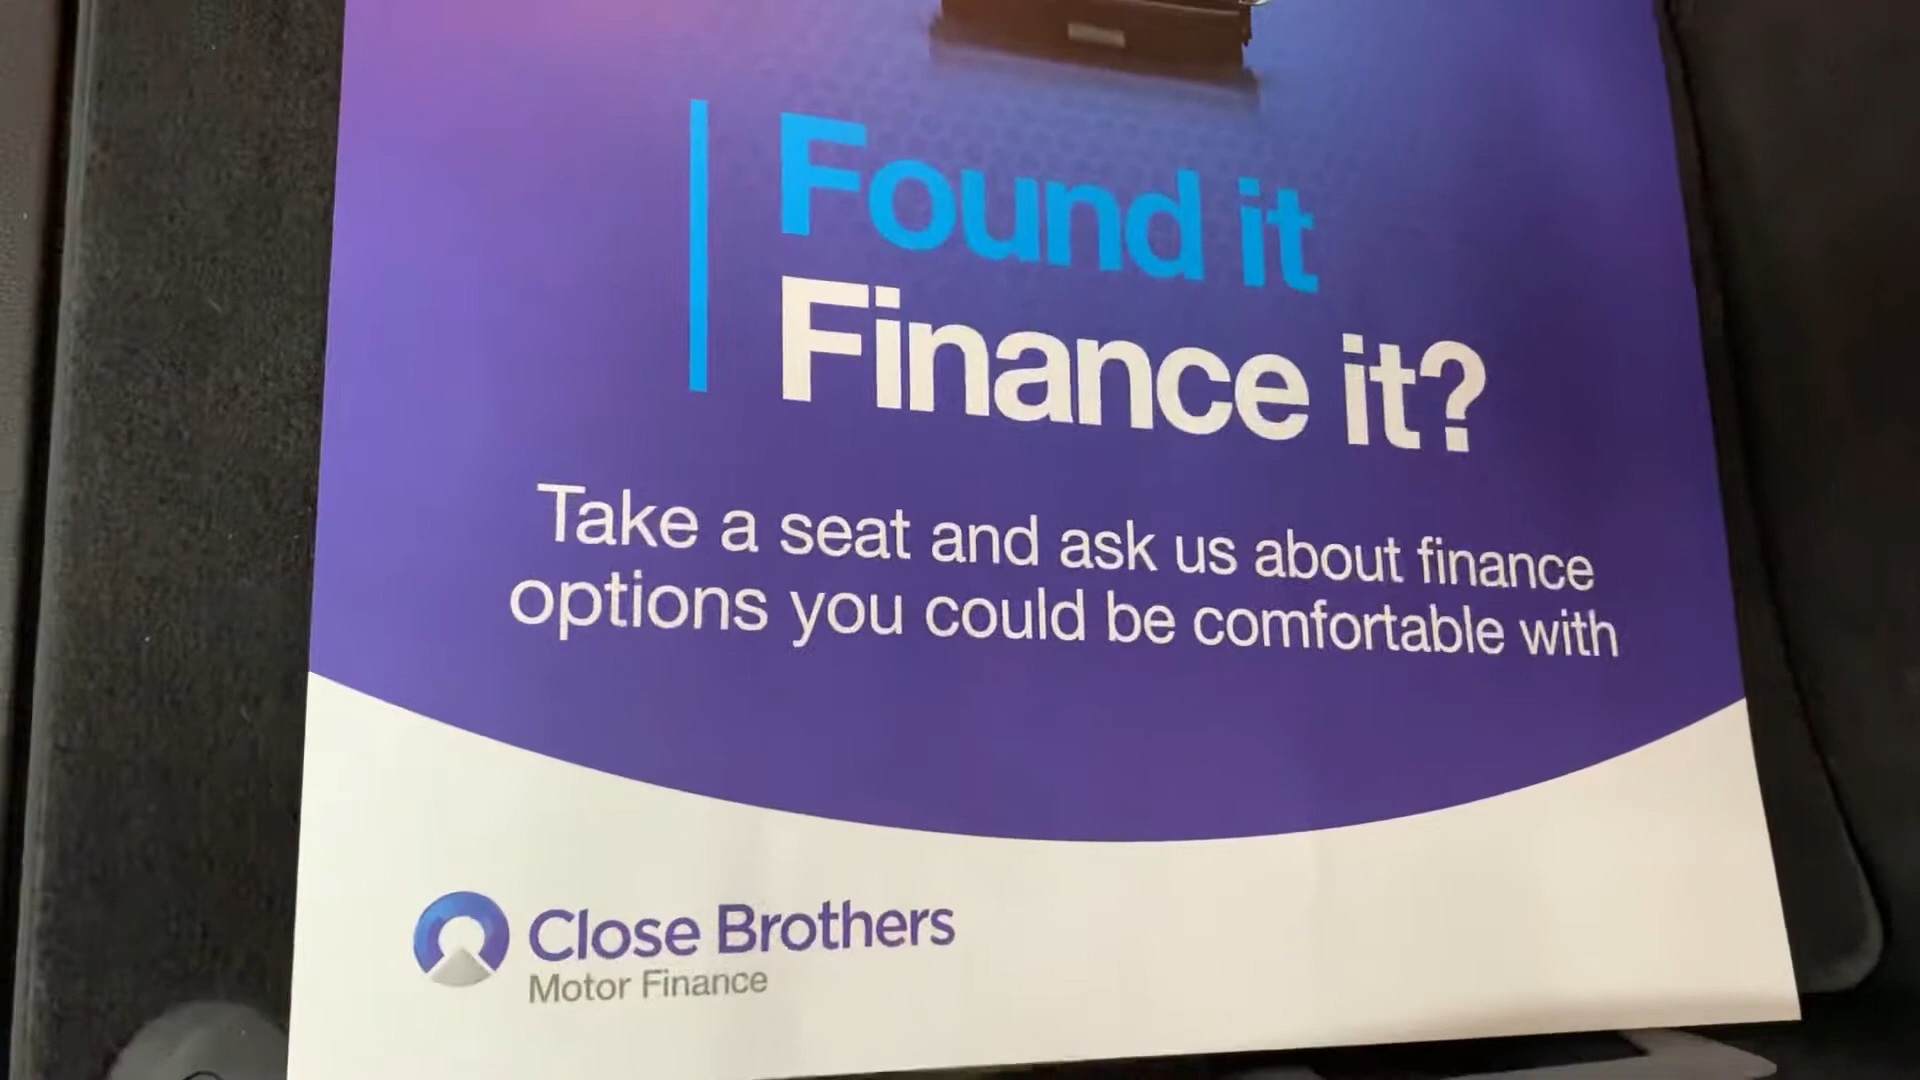 Found it
Finance it?
Take a seat and ask us about finance
options you could be comfortable with
Close Brothers
Motor Finance